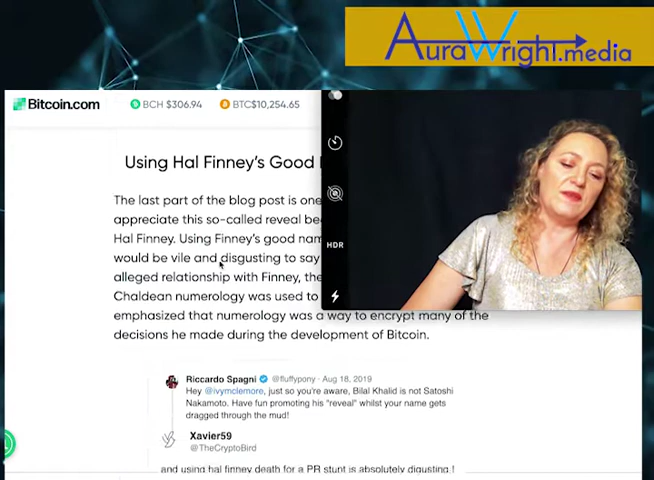 AuraWright.media
Bitcoin.com
BCH $306.94
BTC$10,254.65
Using Hal Finney's Good
The last part of the blog post is one
appreciate this so-called reveal be
Hal Finney. Using Finney's good nam
would be vile and disgusting to say
alleged relationship with Finney, the
Chaldean numerology was used to
emphasized that numerology was a way to encrypt many of the
decisions he made during the development of Bitcoin.
HDR
Riccardo Spagni @fluffypony · Aug 18, 2019
Hey @ivymclemore, just so you're aware, Bilal Khalid is not Satoshi
Nakamoto. Have fun promoting his "reveal" whilst your name gets
dragged through the mud!
Xavier59
@TheCryptoBird
and using hal finney death for a PR stunt is absolutely digusting !